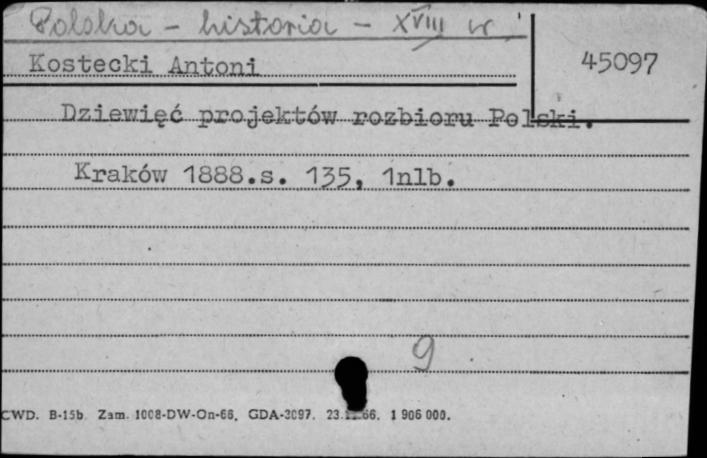 Polska – historia – XVIII w.
Kostecki Antoni 45097
Dziewięć projektów rozbioru Polski.
Kraków 1888.s. 135, 1nlb.
9
CWD. B-15b. Zam. 1008-DW-On-66. GDA-3097. 66. 1 906 000.